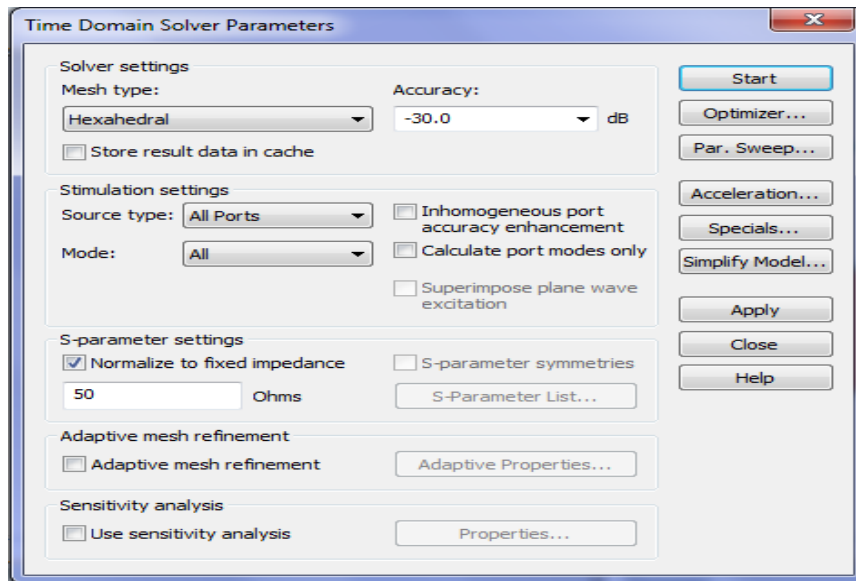 Time Domain Solver Parameters
Solver settings
Mesh type:
Accuracy:
Hexahedral
-30.0
dB
Store result data in cache
Stimulation settings
Source type:
All Ports
Inhomogeneous port
accuracy enhancement
Mode:
All
Calculate port modes only
Superimpose plane wave
excitation
S-parameter settings
Normalize to fixed impedance
S-parameter symmetries
50
Ohms
S-Parameter List...
Adaptive mesh refinement
Adaptive mesh refinement
Adaptive Properties...
Sensitivity analysis
Use sensitivity analysis
Properties...
Start
Optimizer...
Par. Sweep...
Acceleration...
Specials...
Simplify Model...
Apply
Close
Help